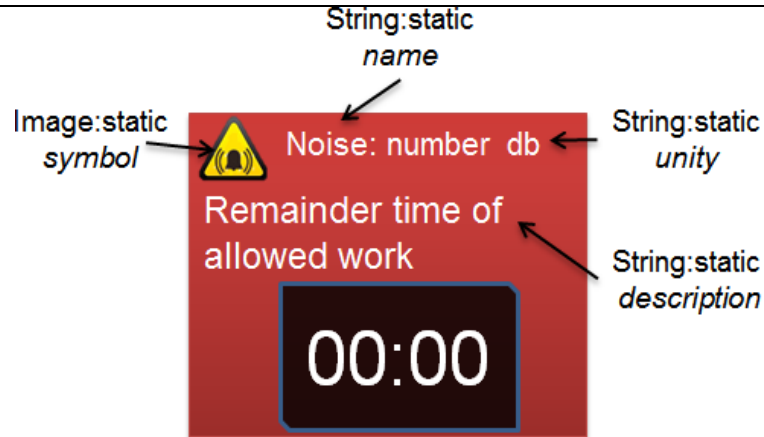 String:static
name
Image:static
symbol
Noise: number db
String:static
unity
Remainder time of
allowed work
String:static
description
00:00